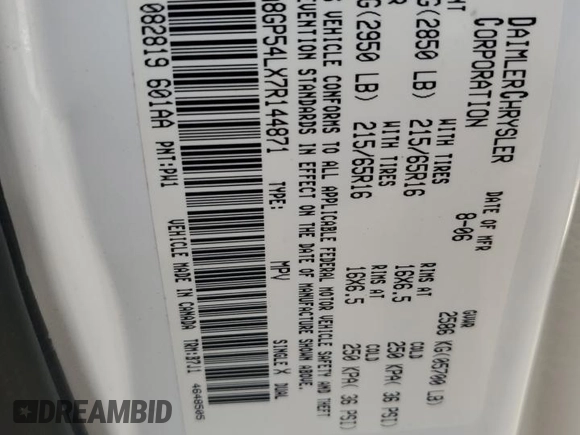 DAIMLERCHRYSLER
CORPORATION
DATE OF MFR
8-06
GVWR
2586 KG(05700 LB)
G(2850 LB)
WITH TIRES
215/65R16
RIMS AT
16X6.5
COLD
250 KPA( 36 PSI)
G(2950 LB)
WITH TIRES
215/65R16
RIMS AT
16X6.5
COLD
250 KPA( 36 PSI)
VEHICLE CONFORMS TO ALL APPLICABLE FEDERAL MOTOR VEHICLE SAFETY AND THEFT
VENTION STANDARDS IN EFFECT ON THE DATE OF MANUFACTURE SHOWN ABOVE.
8GP54LX7R144871
TYPE:
MPV
SINGLE X
DUAL
082819 601AA
PNT:PW1
VEHICLE MADE IN CANADA
TRM:B7J1
4648505
DREAMBID